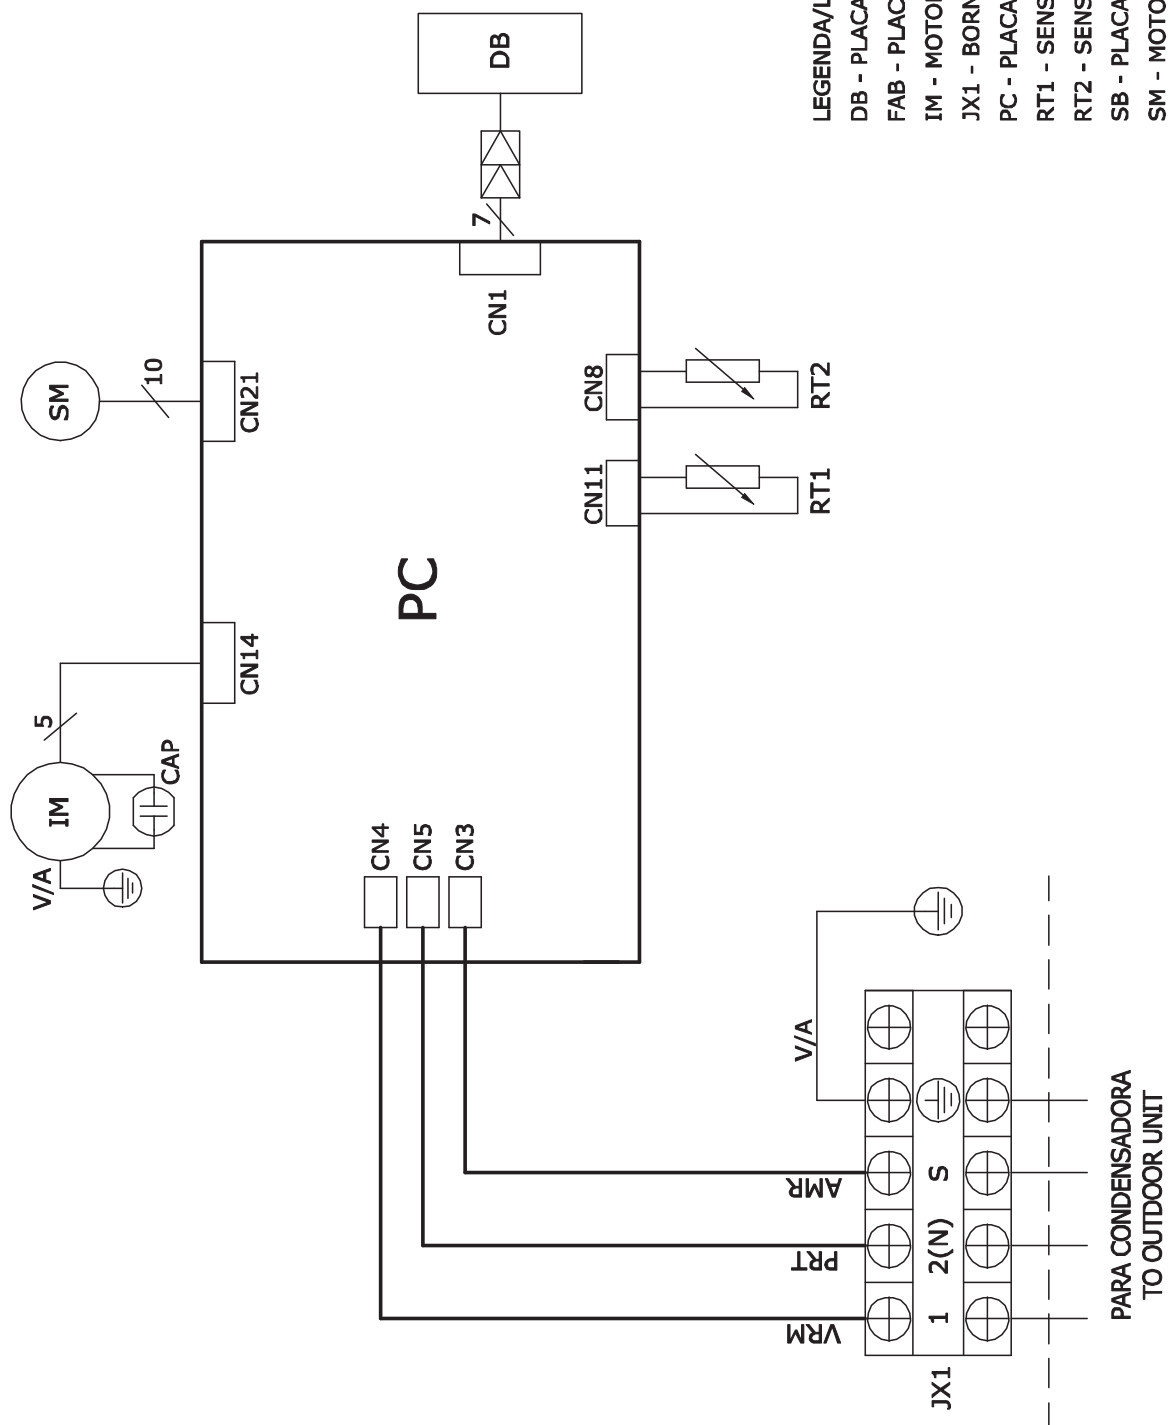 DB
7
CN1
SM
10
CN21
CN8
RT2
CN11
RT1
PC
5
CN14
IM
CAP
V/A
CN4
CN5
CN3
V/A
AMR
PRT
VRM
JX1
1
2(N)
S
PARA CONDENSADORA
TO OUTDOOR UNIT
LEGENDA/L
DB - PLACA
FAB - PLAC
IM - MOTO
JX1 - BORN
PC - PLACA
RT1 - SENS
RT2 - SENS
SB - PLACA
SM - MOTO